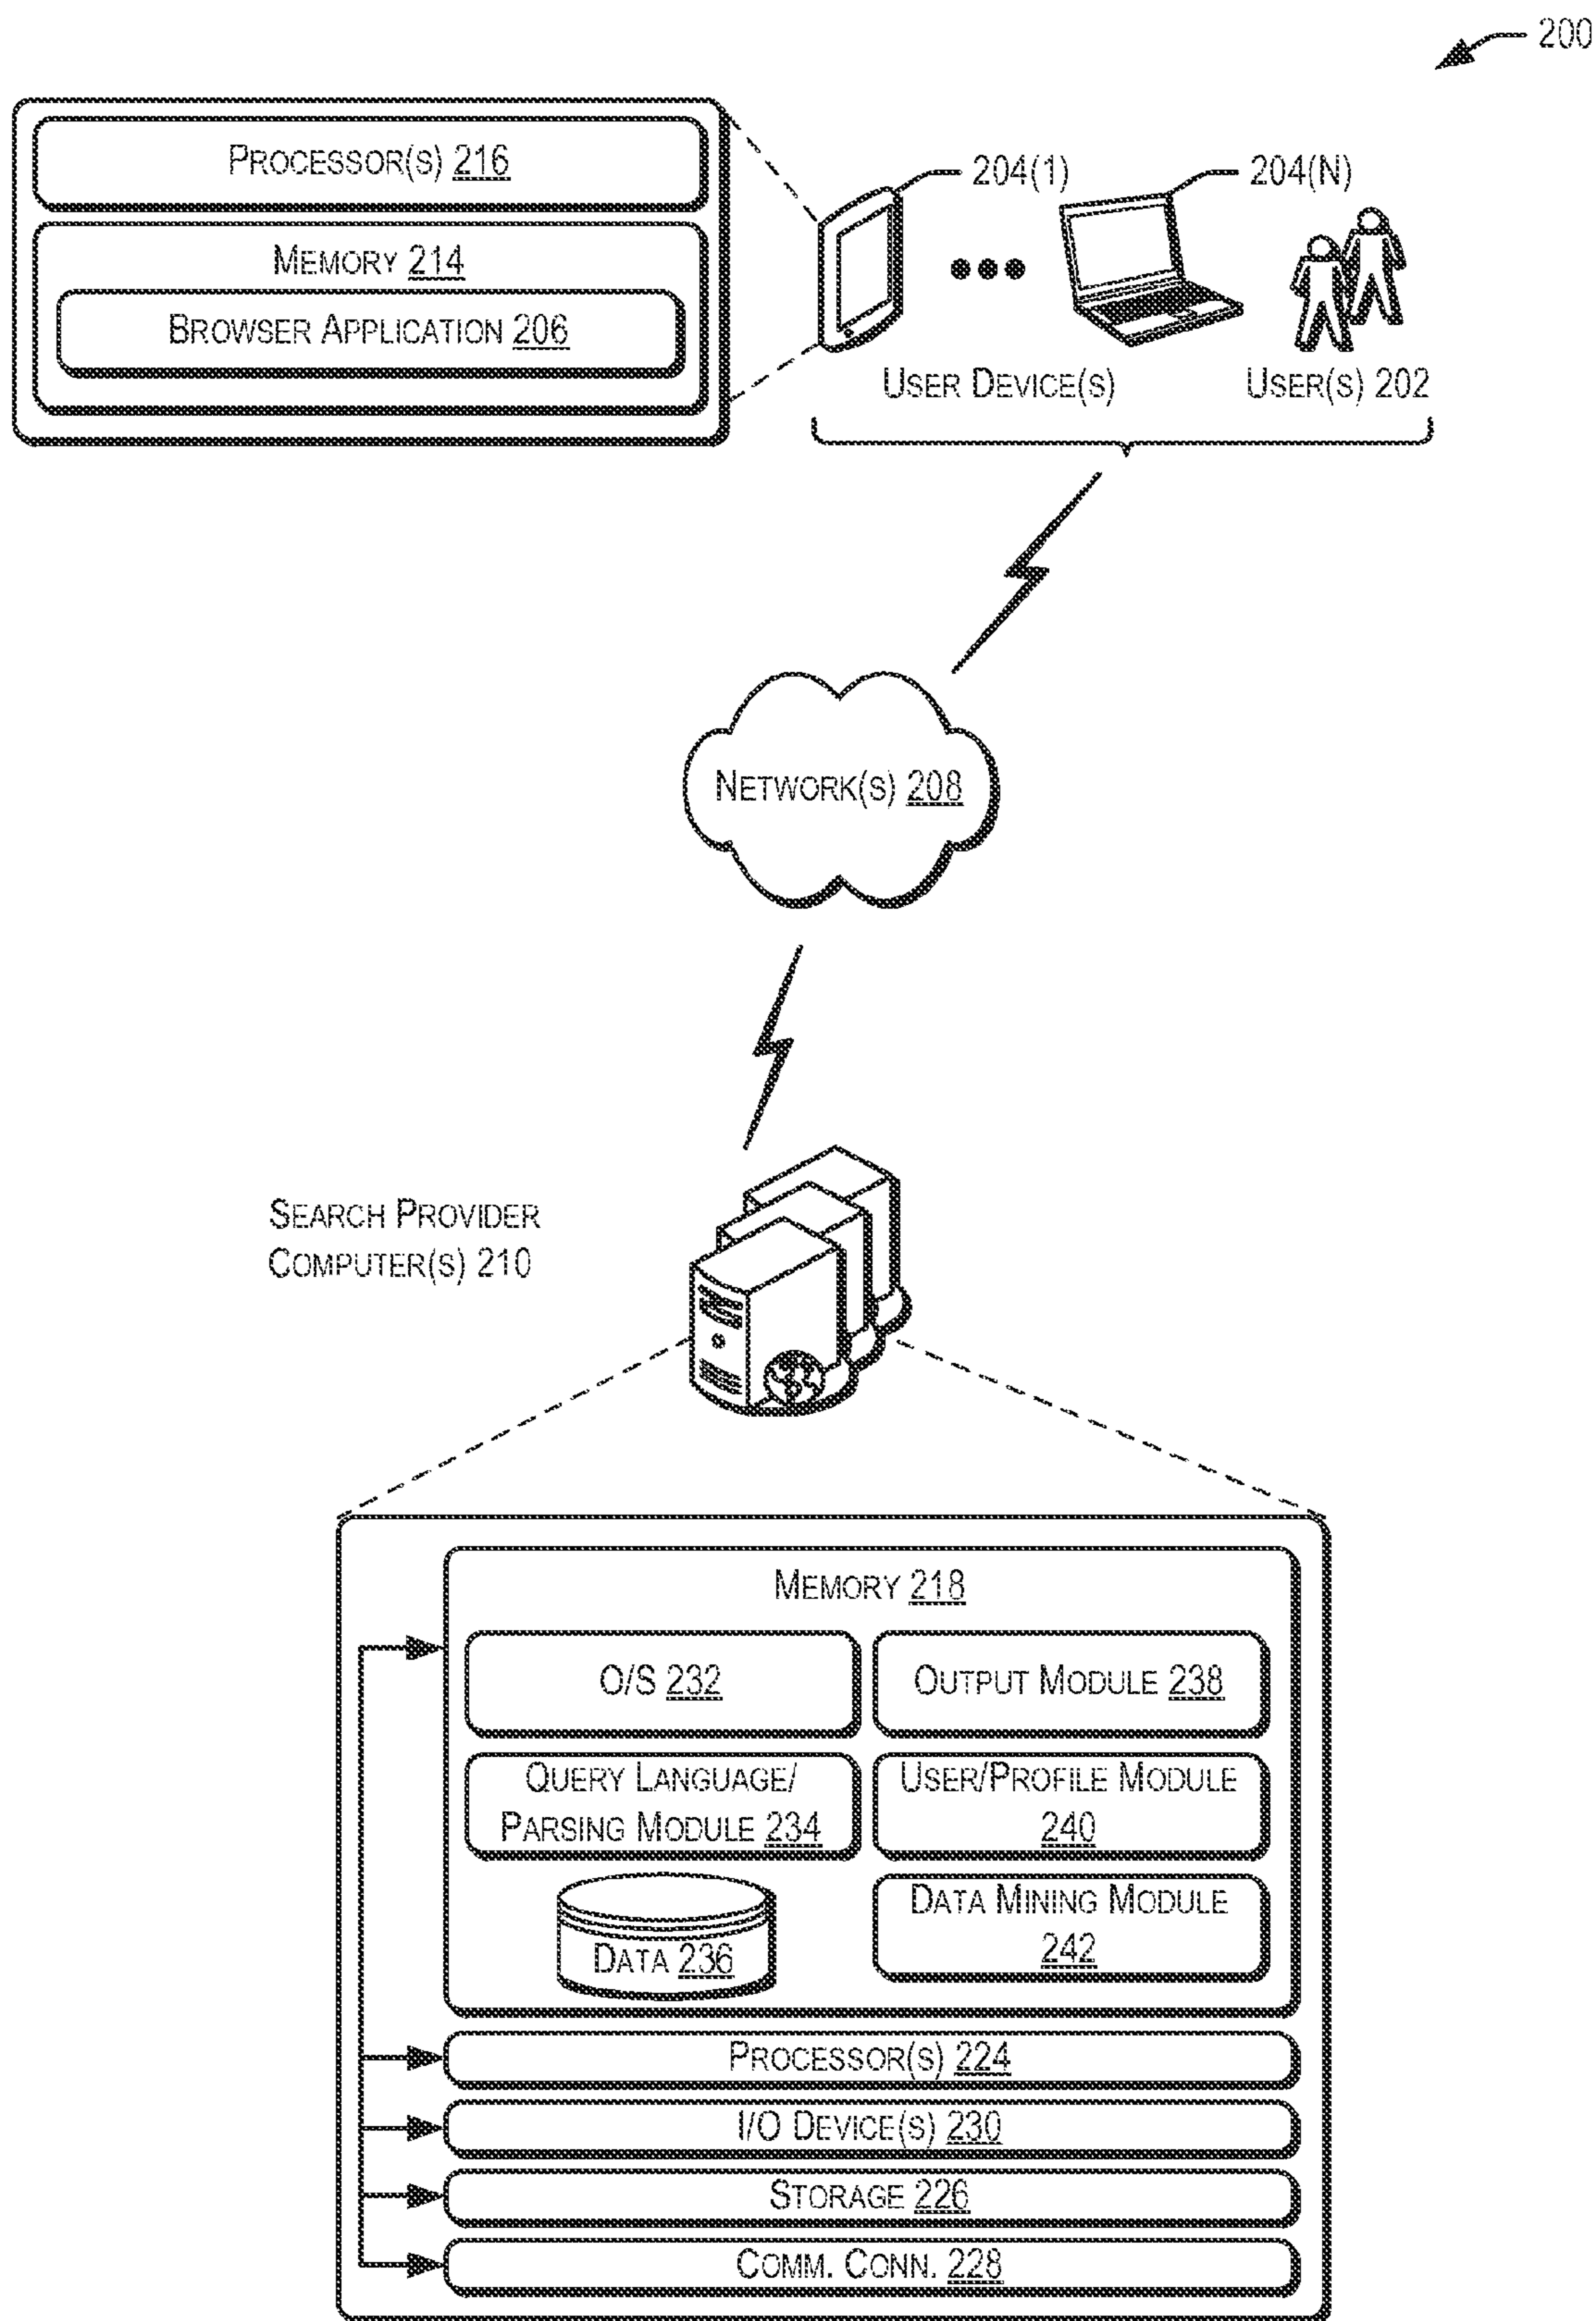 200
PROCESSOR(S) 216
MEMORY 214
BROWSER APPLICATION 206
204(1)
204(N)
USER DEVICE(S)
USER(S) 202
NETWORK(S) 208
SEARCH PROVIDER
COMPUTER(S) 210
MEMORY 218
O/S 232
OUTPUT MODULE 238
QUERY LANGUAGE/
PARSING MODULE 234
USER/PROFILE MODULE
240
DATA 236
DATA MINING MODULE
242
PROCESSOR(S) 224
I/O DEVICE(S) 230
STORAGE 226
COMM. CONN. 228